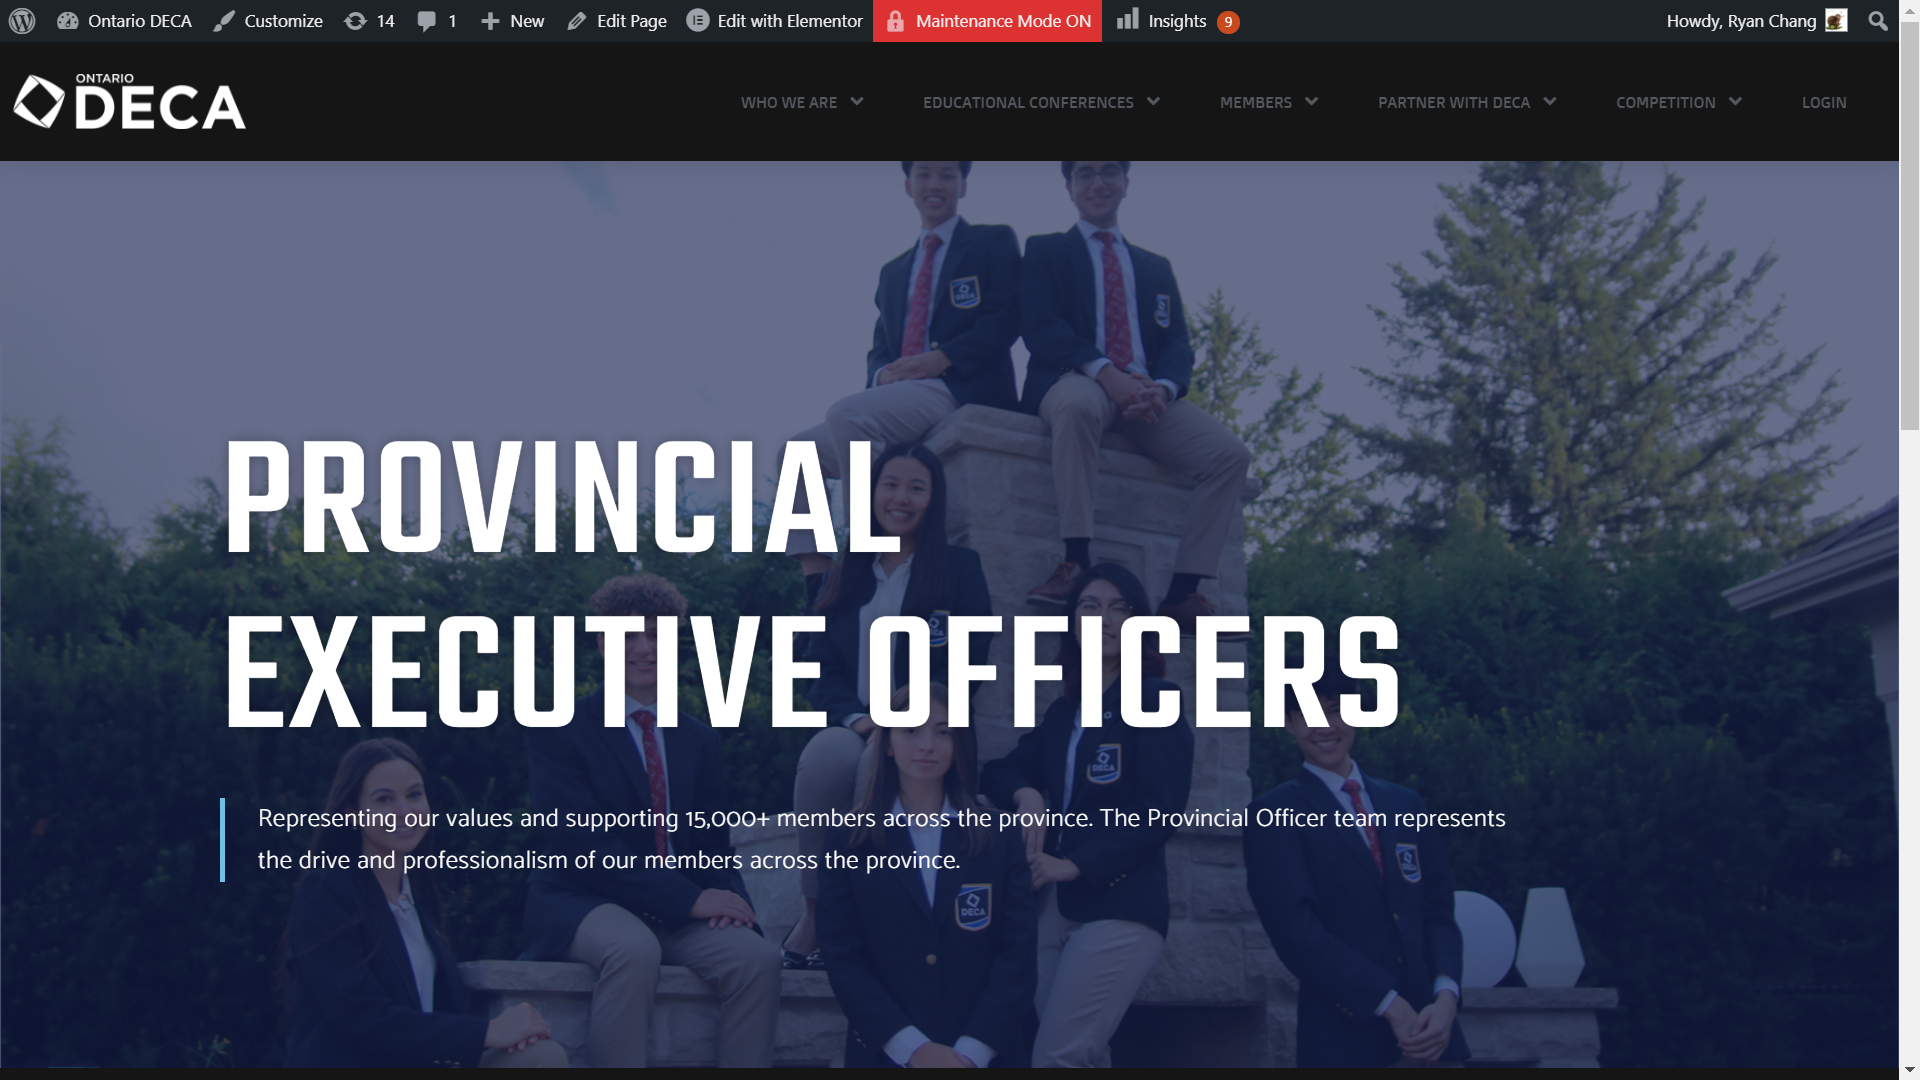 Ontario DECA Customize 14 1 New Edit Page Edit with Elementor Maintenance Mode ON Insights 9 Howdy, Ryan Chang
ONTARIO
DECA
WHO WE ARE EDUCATIONAL CONFERENCES MEMBERS PARTNER WITH DECA COMPETITION LOGIN
DECA
PROVINCIAL
EXECUTIVE OFFICERS
DECA
Representing our values and supporting 15,000+ members across the province. The Provincial Officer team represents
the drive and professionalism of our members across the province.
DECA